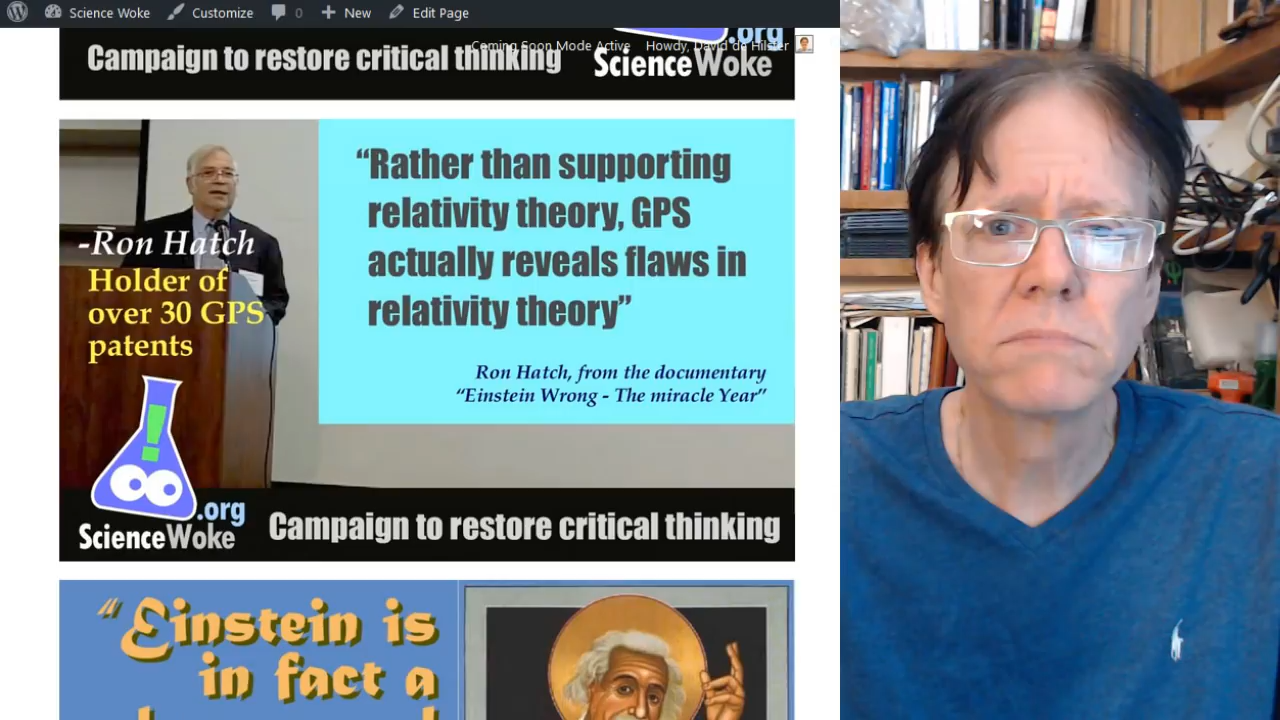 Science Woke Customize 0 New Edit Page
Coming Soon Mode Active Howdy, David de Hilster
Campaign to restore critical thinking
.org
ScienceWoke
“Rather than supporting
relativity theory, GPS
actually reveals flaws in
relativity theory”
-Ron Hatch
Holder of
over 30 GPS
patents
Ron Hatch, from the documentary
“Einstein Wrong - The miracle Year”
.org
ScienceWoke
Campaign to restore critical thinking
“Einstein is
in fact a